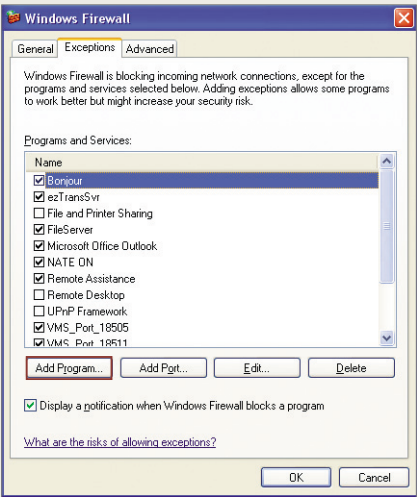 Windows Firewall
General Exceptions Advanced
Windows Firewall is blocking incoming network connections, except for the
programs and services selected below. Adding exceptions allows some programs
to work better but might increase your security risk.
Programs and Services:
Name
Bonjour
ezTransSvr
File and Printer Sharing
FileServer
Microsoft Office Outlook
NATE ON
Remote Assistance
Remote Desktop
UPnP Framework
VMS_Port_18505
VMS_Port_18511
Add Program... Add Port... Edit... Delete
Display a notification when Windows Firewall blocks a program
What are the risks of allowing exceptions?
OK Cancel